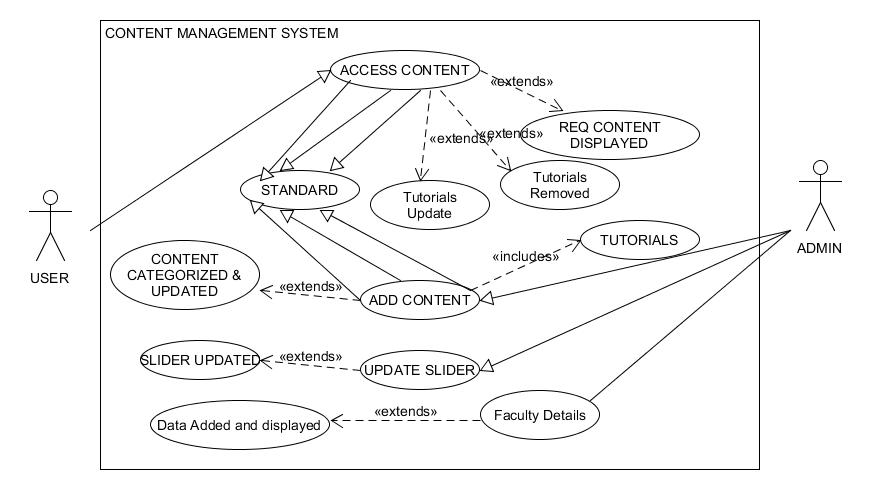 CONTENT MANAGEMENT SYSTEM
ACCESS CONTENT
«extends»
REQ CONTENT
DISPLAYED
«extends»
«extends»
STANDARD
Tutorials
Update
Tutorials
Removed
USER
ADMIN
TUTORIALS
«includes»
CONTENT
CATEGORIZED &
UPDATED
«extends»
ADD CONTENT
SLIDER UPDATED
«extends»
UPDATE SLIDER
Data Added and displayed
«extends»
Faculty Details